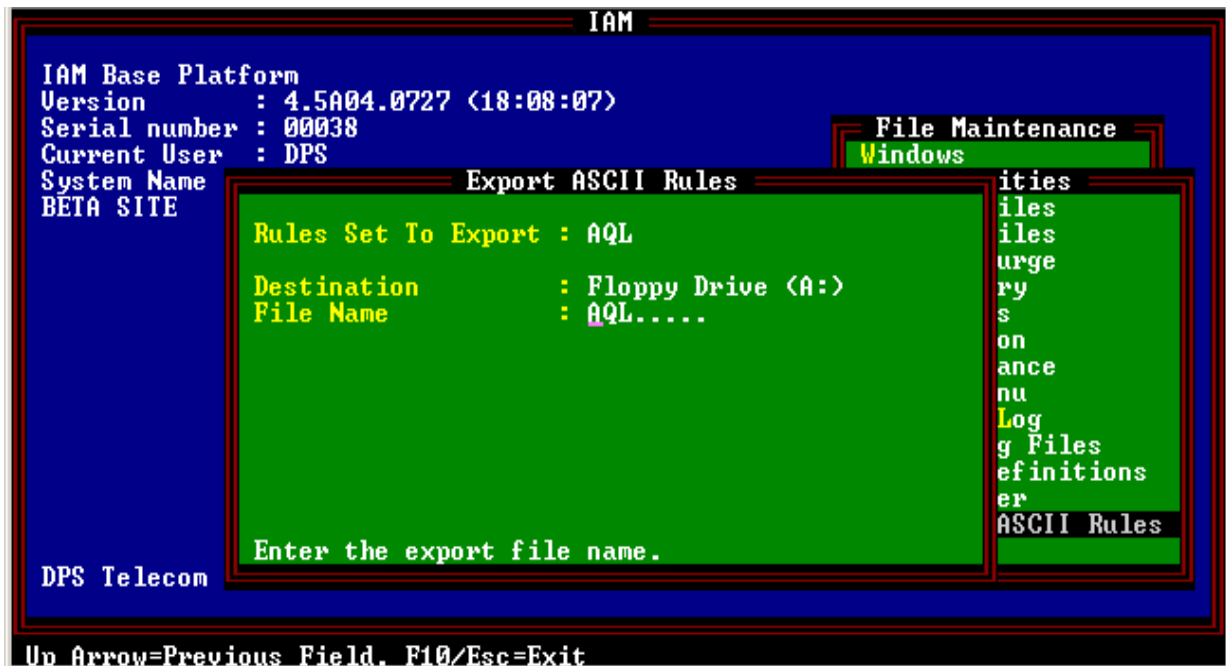 IAM
IAM Base Platform
Version : 4.5A04.0727 (18:08:07)
Serial number : 00038
Current User : DPS
System Name
BETA SITE
File Maintenance
Windows
ities
iles
iles
urge
ry
s
on
ance
nu
Log
g Files
efinitions
er
ASCII Rules
Export ASCII Rules
Rules Set To Export : AQL
Destination : Floppy Drive (A:)
File Name : AQL.....
Enter the export file name.
DPS Telecom
Up Arrow=Previous Field, F10/Esc=Exit